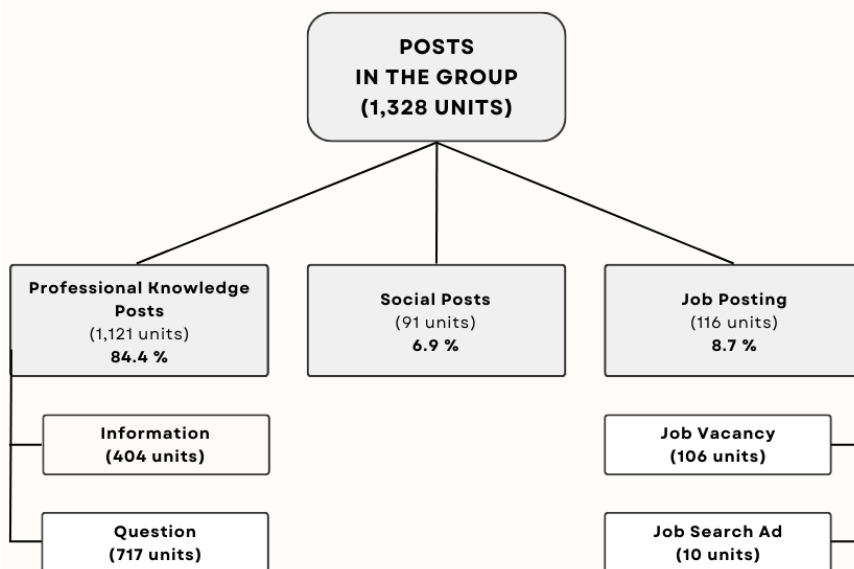 POSTS
IN THE GROUP
(1,328 UNITS)
Professional Knowledge
Posts
(1,121 units)
84.4 %
Social Posts
(91 units)
6.9 %
Job Posting
(116 units)
8.7 %
Information
(404 units)
Job Vacancy
(106 units)
Question
(717 units)
Job Search Ad
(10 units)